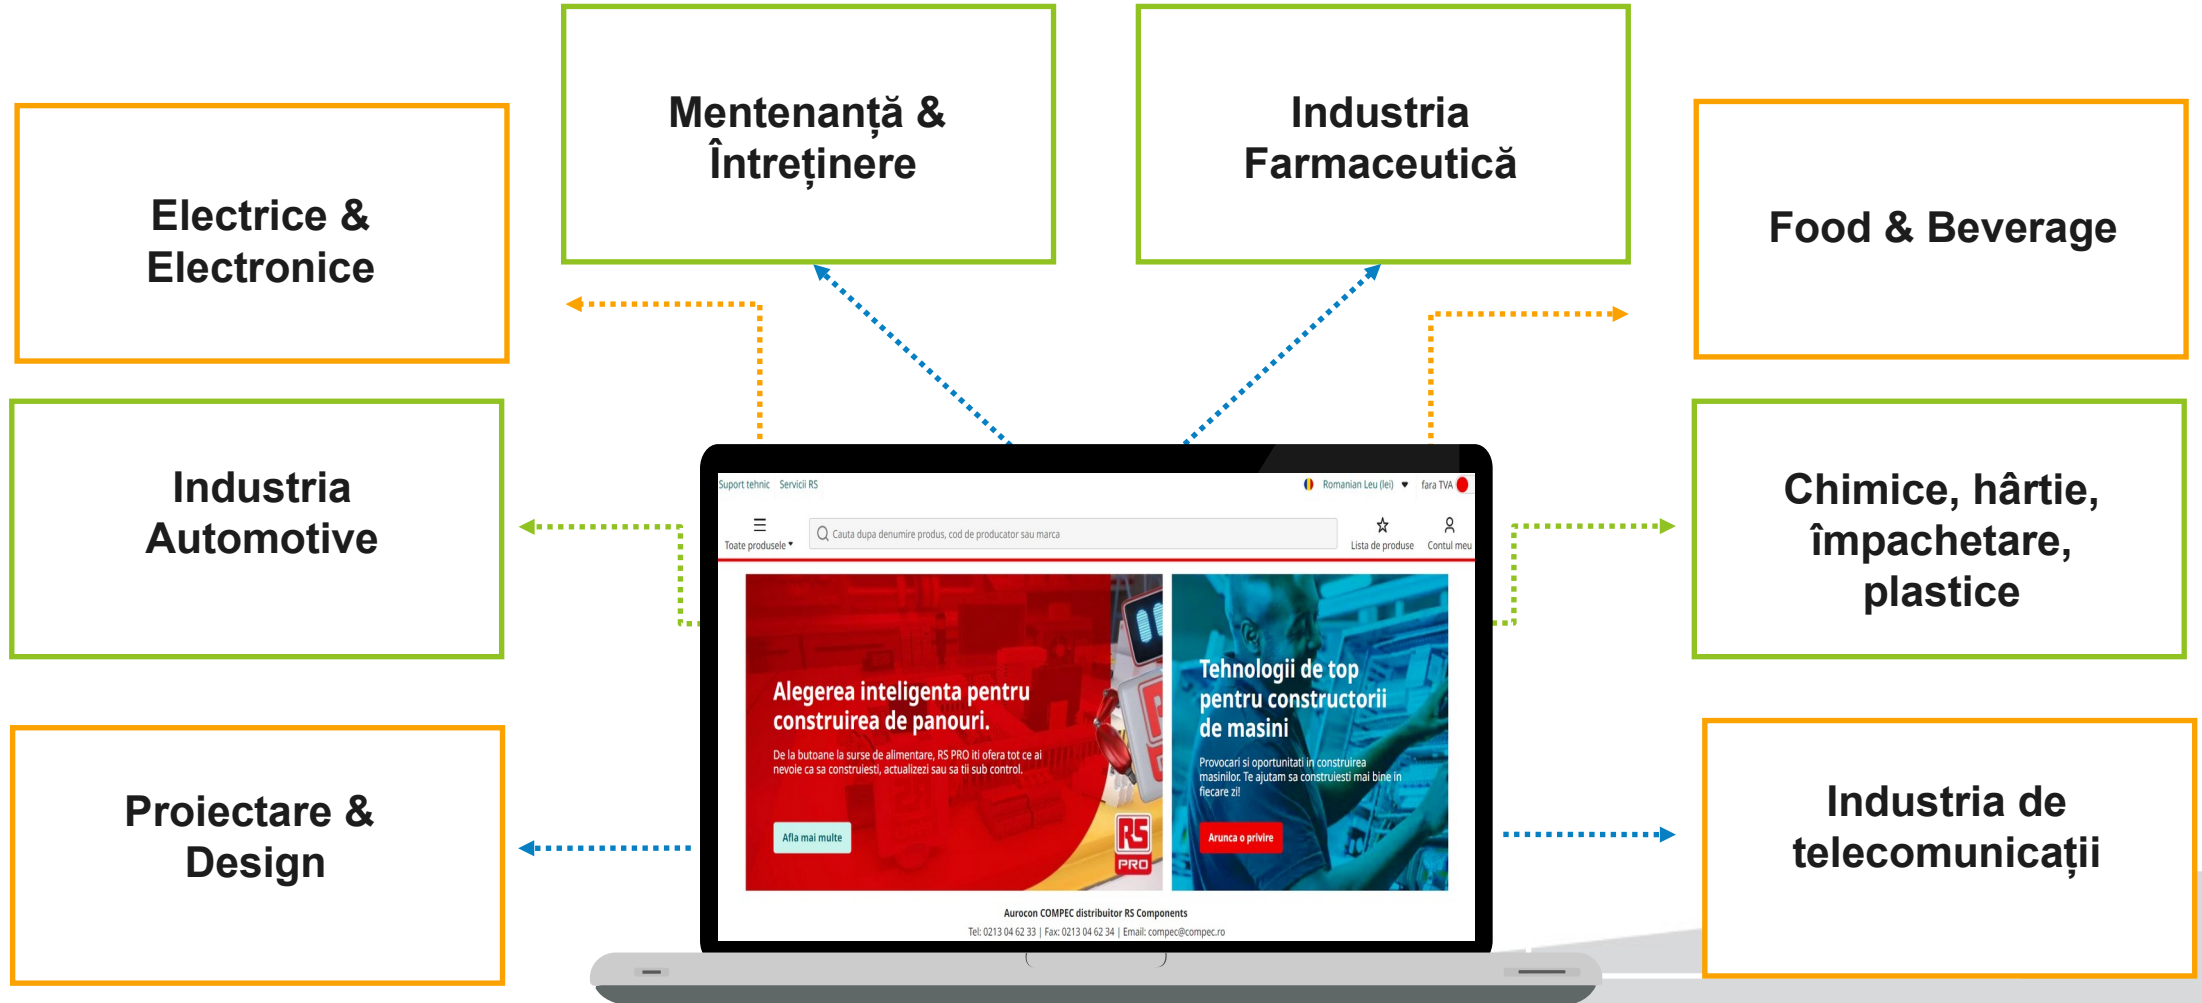 Mentenanță &
Întreținere
Industria
Farmaceutică
Electrice &
Electronice
Food & Beverage
Industria
Automotive
Chimice, hârtie,
împachetare,
plastice
Proiectare &
Design
Industria de
telecomunicații
Suport tehnic Servicii RS
Romanian Leu (lei) fara TVA
Toate produsele
Cauta dupa denumire produs, cod de producator sau marca
Lista de produse Contul meu
Alegerea inteligenta pentru
construirea de panouri.
De la butoane la surse de alimentare, RS PRO iti ofera tot ce ai
nevoie ca sa construiesti, actualizezi sau sa tii sub control.
Afla mai multe
RS
PRO
Tehnologii de top
pentru constructorii
de masini
Provocari si oportunitati in construirea
masinilor. Te ajutam sa construiesti mai bine in
fiecare zi!
Arunca o privire
Aurocon COMPEC distribuitor RS Components
Tel: 0213 04 62 33 | Fax: 0213 04 62 34 | Email: compec@compec.ro